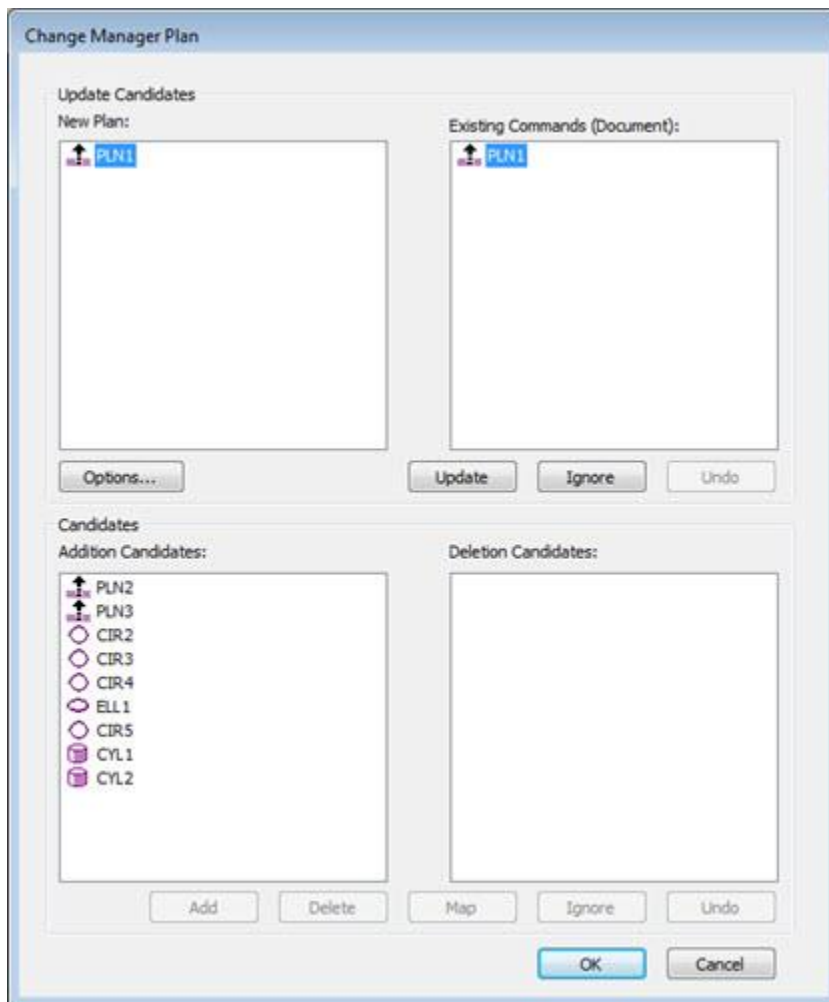 Change Manager Plan
Update Candidates
New Plan:
Existing Commands (Document):
PLN1
PLN1
Options...
Update
Ignore
Undo
Candidates
Addition Candidates:
Deletion Candidates:
PLN2
PLN3
CIR2
CIR3
CIR4
ELL1
CIR5
CYL1
CYL2
Add
Delete
Map
Ignore
Undo
OK
Cancel